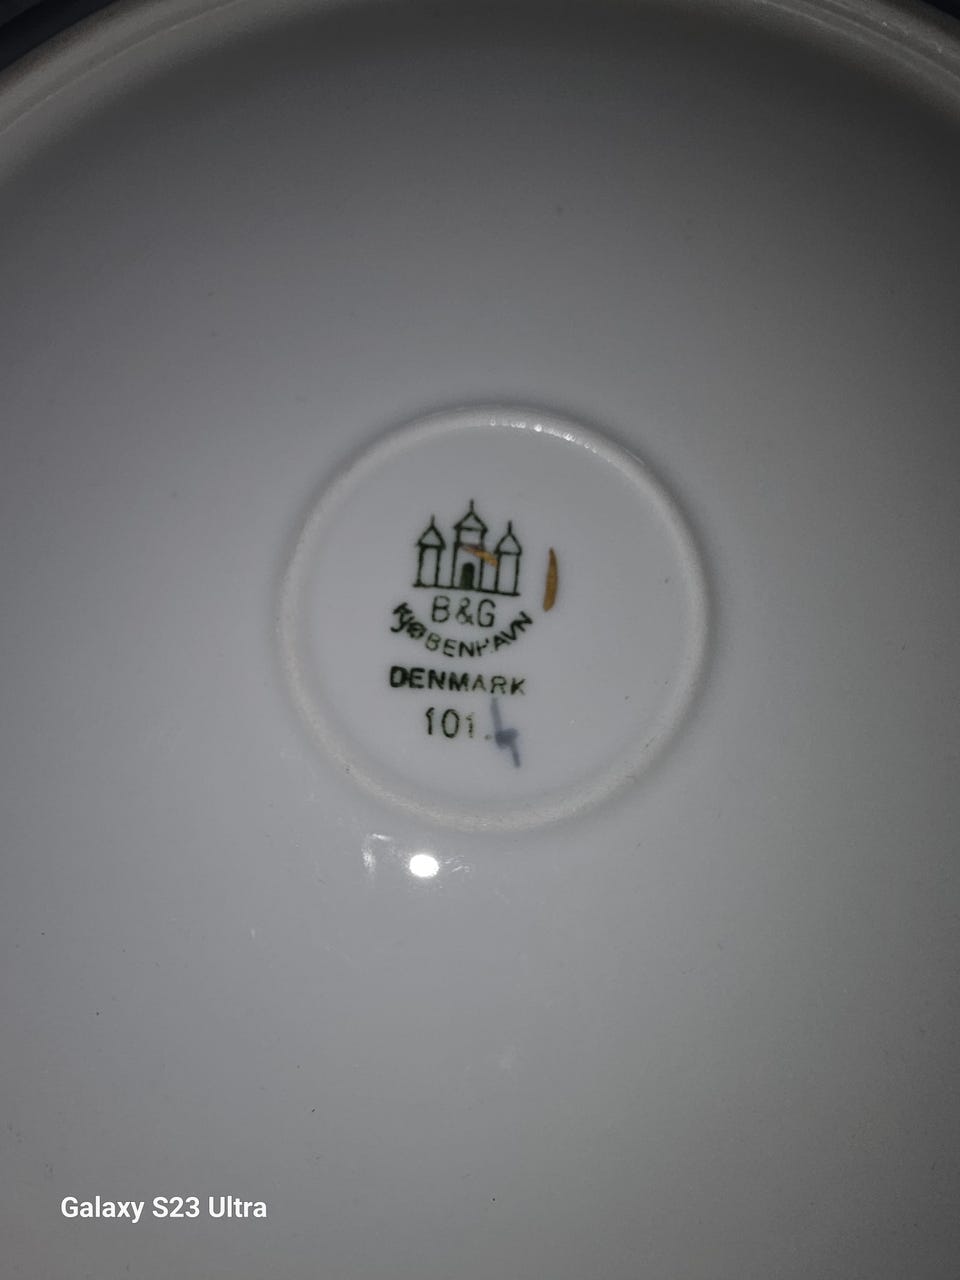 B&G
KJØBENHAVN
DENMARK
101.
Galaxy S23 Ultra